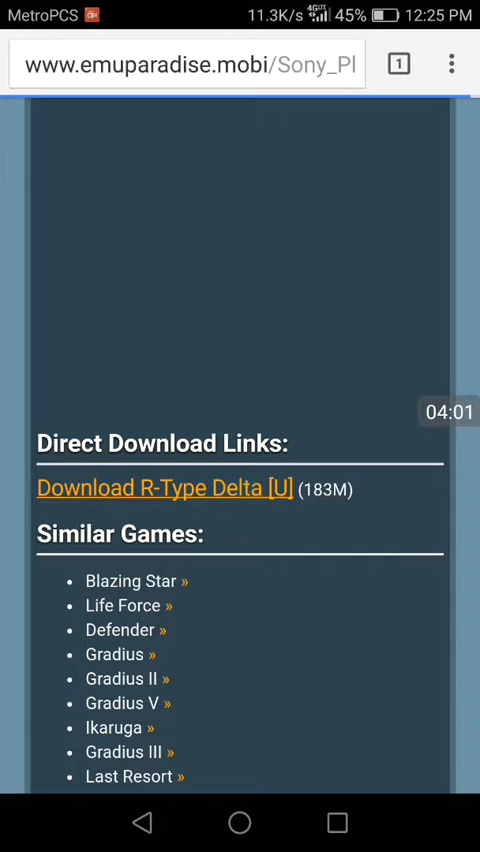 MetroPCS 11.3K/s 4G LTE 45% 12:25 PM
www.emuparadise.mobi/Sony_Pl 1
Direct Download Links:
04:01
Download R-Type Delta [U] (183M)
Similar Games:
• Blazing Star »
• Life Force »
• Defender »
• Gradius »
• Gradius II »
• Gradius V »
• Ikaruga »
• Gradius III »
• Last Resort »